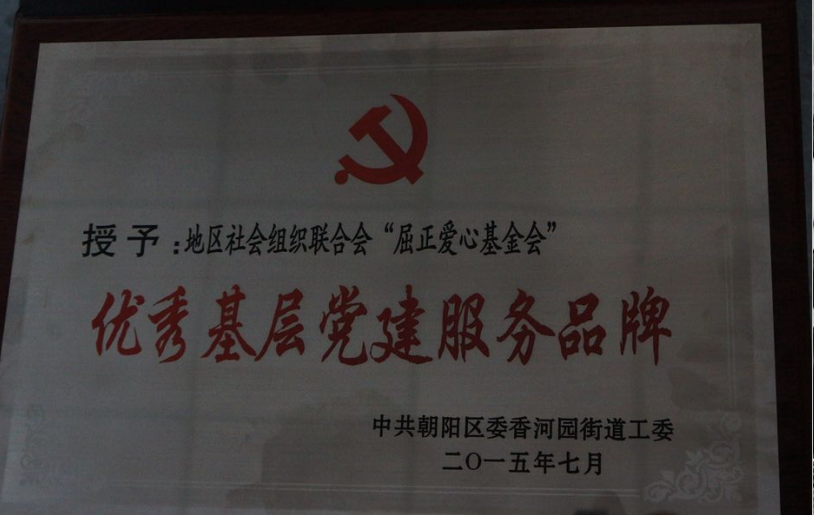 授予:地区社会组织联合会“屈正爱心基金会”
优秀基层党建服务品牌
中共朝阳区委香河园街道工委
二〇一五年七月